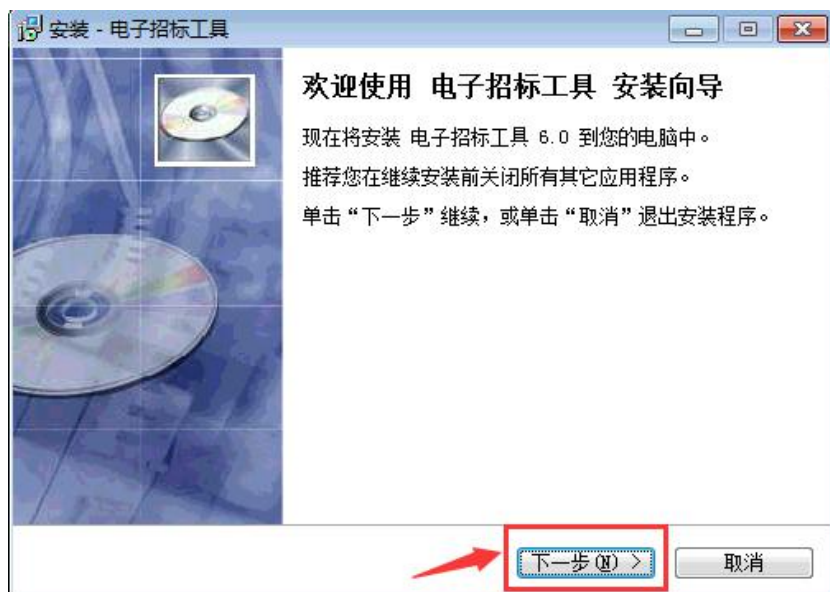 安装 - 电子招标工具
欢迎使用 电子招标工具 安装向导
现在将安装 电子招标工具 6.0 到您的电脑中。
推荐您在继续安装前关闭所有其它应用程序。
单击“下一步”继续，或单击“取消”退出安装程序。
下一步(N) >
取消